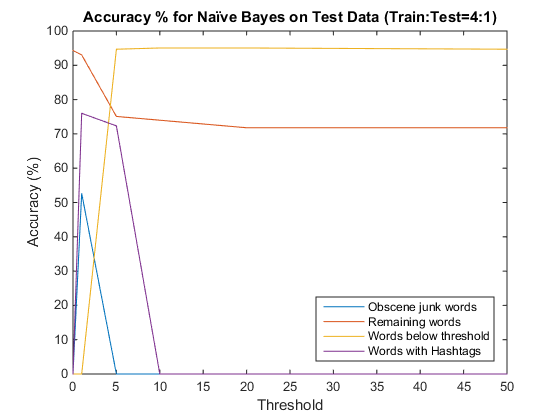 Accuracy % for Naïve Bayes on Test Data (Train:Test=4:1)
100
90
80
70
60
50
40
30
20
10
0
Accuracy (%)
0 5 10 15 20 25 30 35 40 45 50
Threshold
Obscene junk words
Remaining words
Words below threshold
Words with Hashtags